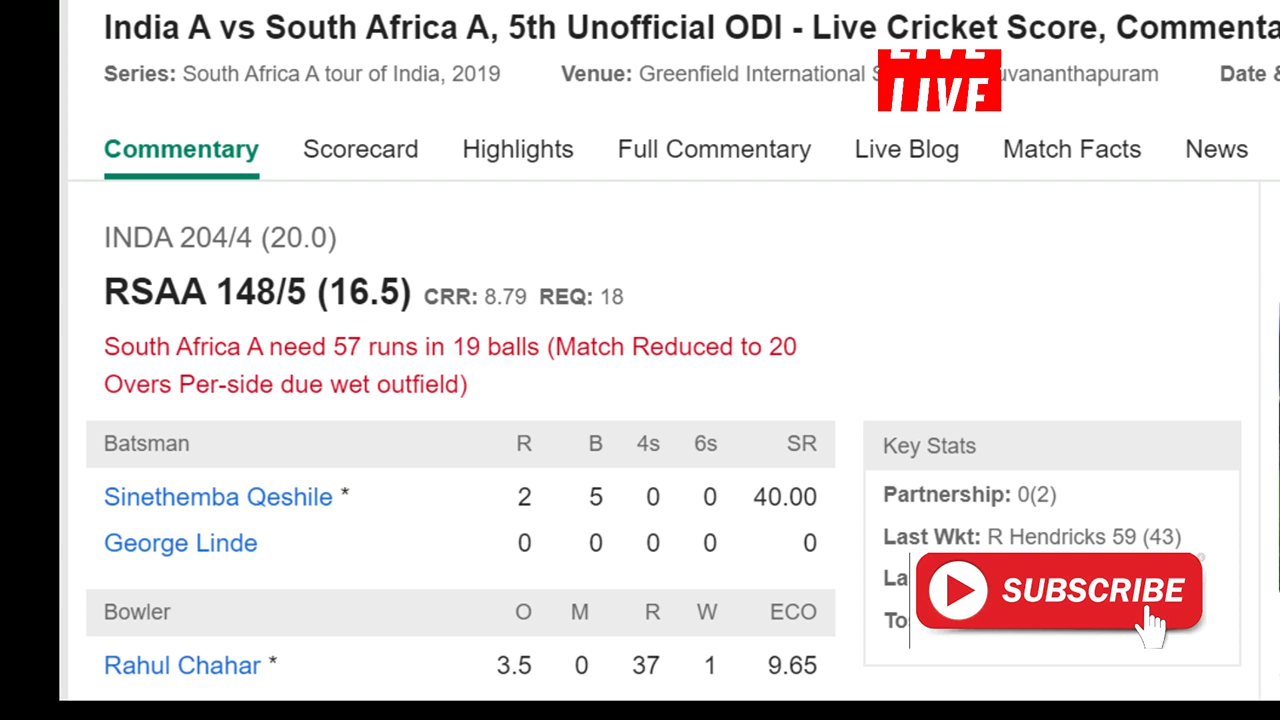 India A vs South Africa A, 5th Unofficial ODI - Live Cricket Score,
Series: South Africa A tour of India, 2019 Venue: Greenfield International Date &
LIVE
Commentary Scorecard Highlights Full Commentary Live Blog Match Facts News
INDA 204/4 (20.0)
RSAA 148/5 (16.5) CRR: 8.79 REQ: 18
South Africa A need 57 runs in 19 balls (Match Reduced to 20
Overs Per-side due wet outfield)
Batsman R B 4s 6s SR
Sinethemba Qeshile * 2 5 0 0 40.00
George Linde 0 0 0 0 0
Bowler O M R W ECO
Rahul Chahar * 3.5 0 37 1 9.65
Key Stats
Partnership: 0(2)
Last Wkt: R Hendricks 59 (43)
SUBSCRIBE